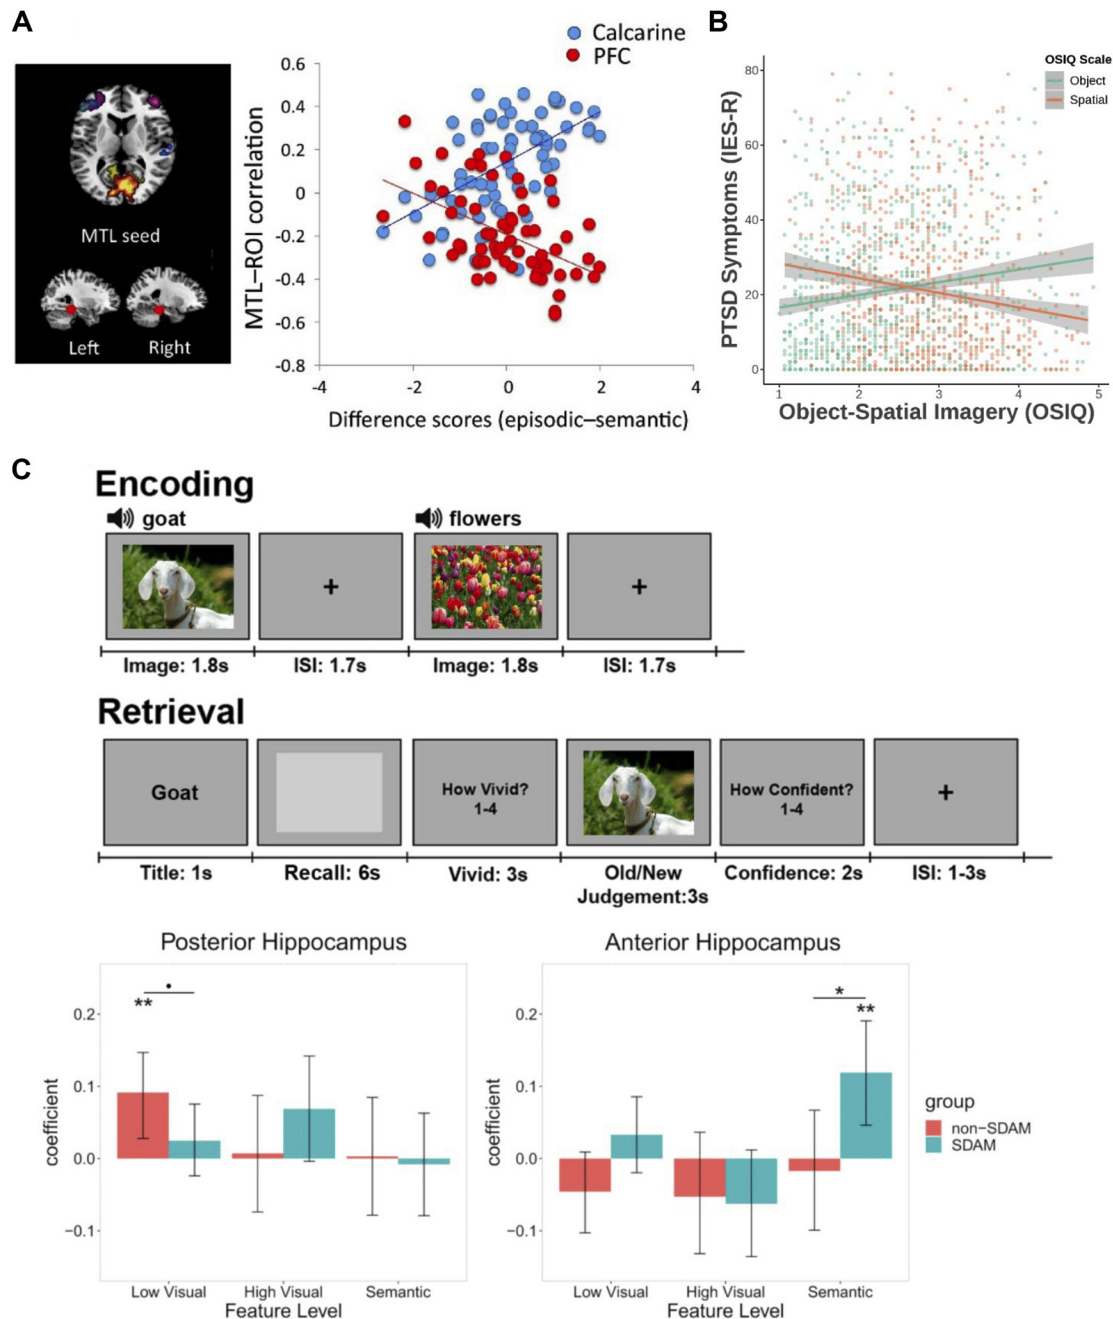 A
Calcarine
PFC
MTL seed
Left Right
0.6
0.4
0.2
0
-0.2
-0.4
-0.6
-0.8
MTL–ROI correlation
-4 -2 0 2 4
Difference scores (episodic–semantic)
B
OSIQ Scale
Object
Spatial
80
60
40
20
0
PTSD Symptoms (IES-R)
1 2 3 4 5
Object-Spatial Imagery (OSIQ)
C
Encoding
goat flowers
+ +
Image: 1.8s ISI: 1.7s Image: 1.8s ISI: 1.7s
Retrieval
Goat
How Vivid?
1-4
How Confident?
1-4
+
Title: 1s Recall: 6s Vivid: 3s Old/New
Judgement:3s Confidence: 2s ISI: 1-3s
Posterior Hippocampus
** •
0.2
0.1
0.0
−0.1
coefficient
Low Visual High Visual Semantic
Feature Level
Anterior Hippocampus
*
**
0.2
0.1
0.0
−0.1
coefficient
Low Visual High Visual Semantic
Feature Level
group
non−SDAM
SDAM